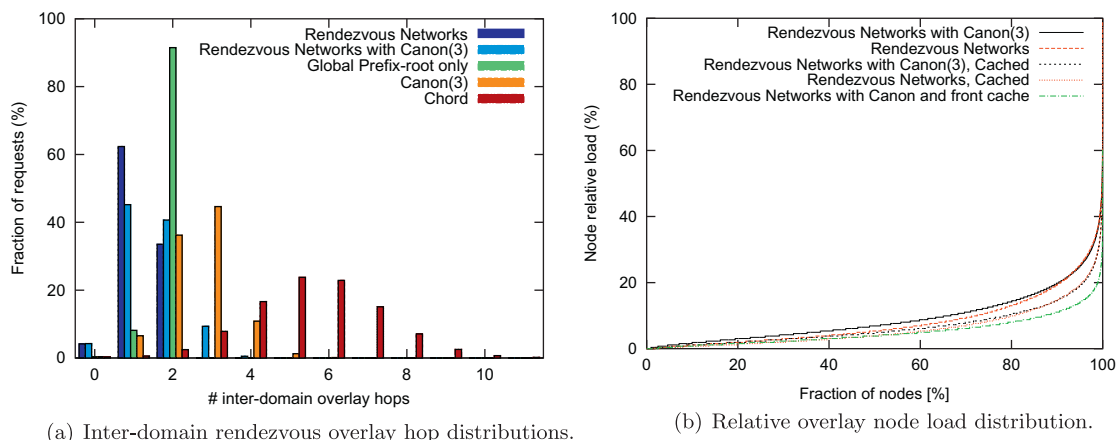 100
80
60
40
20
0
Fraction of requests (%)
Rendezvous Networks
Rendezvous Networks with Canon(3)
Global Prefix-root only
Canon(3)
Chord
0 2 4 6 8 10
# inter-domain overlay hops
(a) Inter-domain rendezvous overlay hop distributions.
100
80
60
40
20
0
Node relative load (%)
Rendezvous Networks with Canon(3)
Rendezvous Networks
Rendezvous Networks with Canon(3), Cached
Rendezvous Networks, Cached
Rendezvous Networks with Canon and front cache
0 20 40 60 80 100
Fraction of nodes [%]
(b) Relative overlay node load distribution.